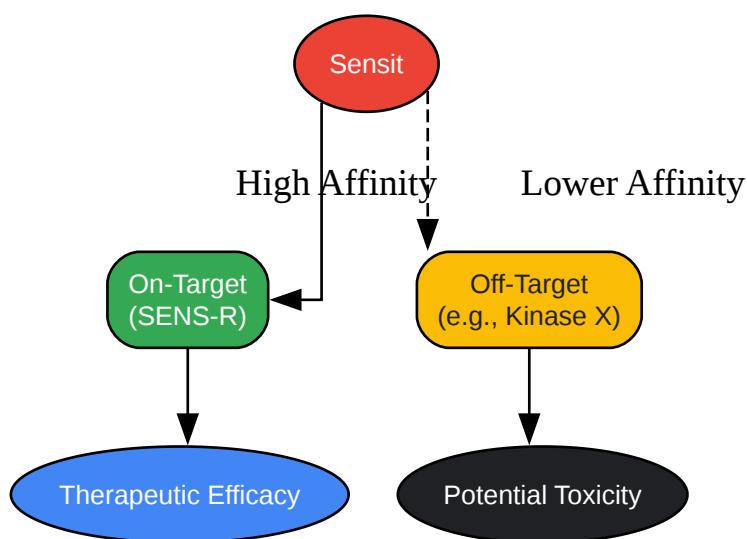 Sensit
High Affinity
Lower Affinity
On-Target
(SENS-R)
Off-Target
(e.g., Kinase X)
Therapeutic Efficacy
Potential Toxicity